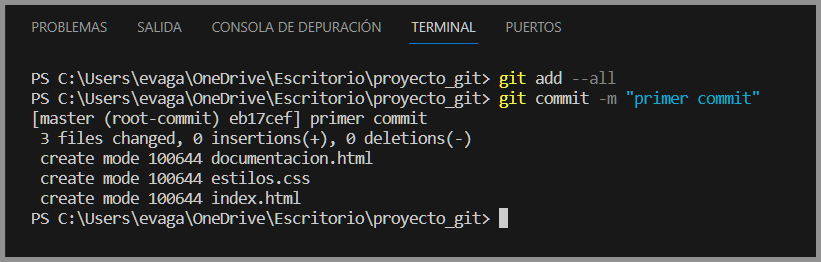 PROBLEMAS SALIDA CONSOLA DE DEPURACIÓN TERMINAL PUERTOS
PS C:\Users\evaga\OneDrive\Escritorio\proyecto_git> git add --all
PS C:\Users\evaga\OneDrive\Escritorio\proyecto_git> git commit -m "primer commit"
[master (root-commit) eb17cef] primer commit
 3 files changed, 0 insertions(+), 0 deletions(-)
 create mode 100644 documentacion.html
 create mode 100644 estilos.css
 create mode 100644 index.html
PS C:\Users\evaga\OneDrive\Escritorio\proyecto_git>